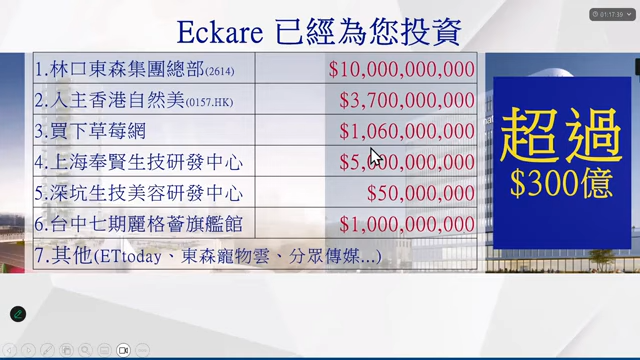 01:17:39
Eckare 已經為您投資
1.林口東森集團總部(2614) $10,000,000,000
2.入主香港自然美(0157.HK) $3,700,000,000
3.買下草莓網 $1,060,000,000
4.上海奉賢生技研發中心 $5,000,000,000
5.深坑生技美容研發中心 $50,000,000
6.台中七期麗格薈旗艦館 $1,000,000,000
7.其他(ETtoday、東森寵物雲、分眾傳媒...)
超過
$300億